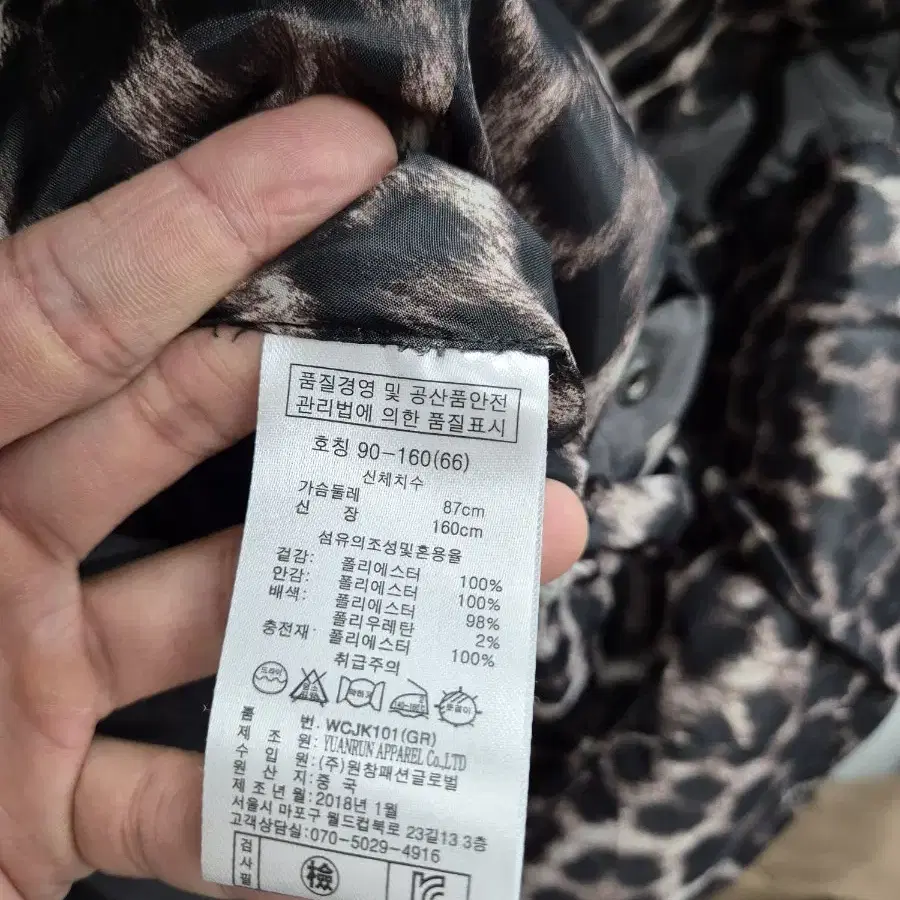 품질경영 및 공산품안전
관리법에 의한 품질표시
호칭 90-160(66)
신체치수
가슴둘레 87cm
신 장 160cm
섬유의조성및혼용율
겉감: 폴리에스터 100%
안감: 폴리에스터 100%
배색: 폴리에스터 98%
폴리우레탄 2%
충전재: 폴리에스터 100%
취급주의
드라이
약하게
품 번: WCJK101(GR)
제 조 원: YUANRUN APPAREL Co.,LTD
수 입 원: (주)원창패션글로벌
원 산 지: 중 국
제 조 년 월: 2018년 1월
서울시 마포구 월드컵북로 23길13 3층
고객상담실: 070-5029-4916
검사필
檢